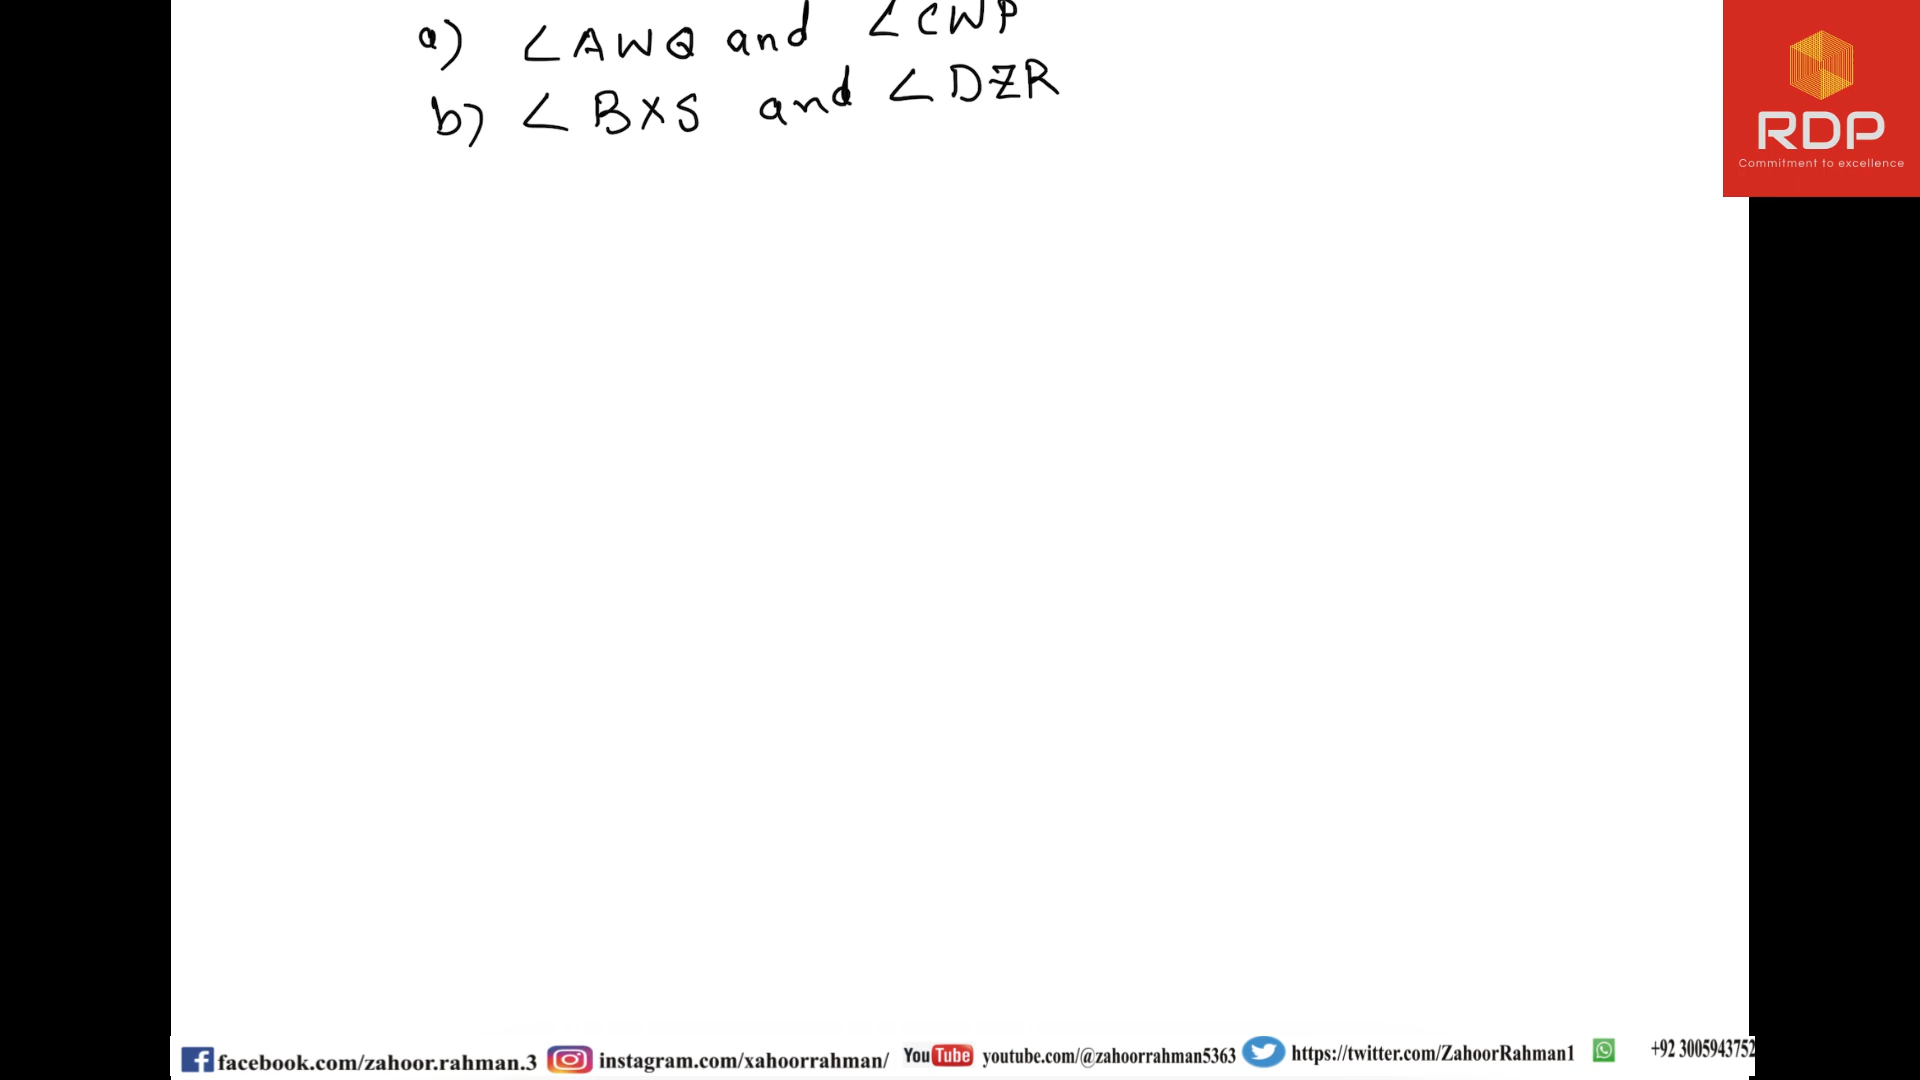 a) ∠AWQ and ∠CWP
b) ∠BXS and ∠DZR
RDP
Commitment to excellence
facebook.com/zahoor.rahman.3 instagram.com/xahoorrahman/ YouTube youtube.com/@zahoorrahman5363 https://twitter.com/ZahoorRahman1 +92 3005943752